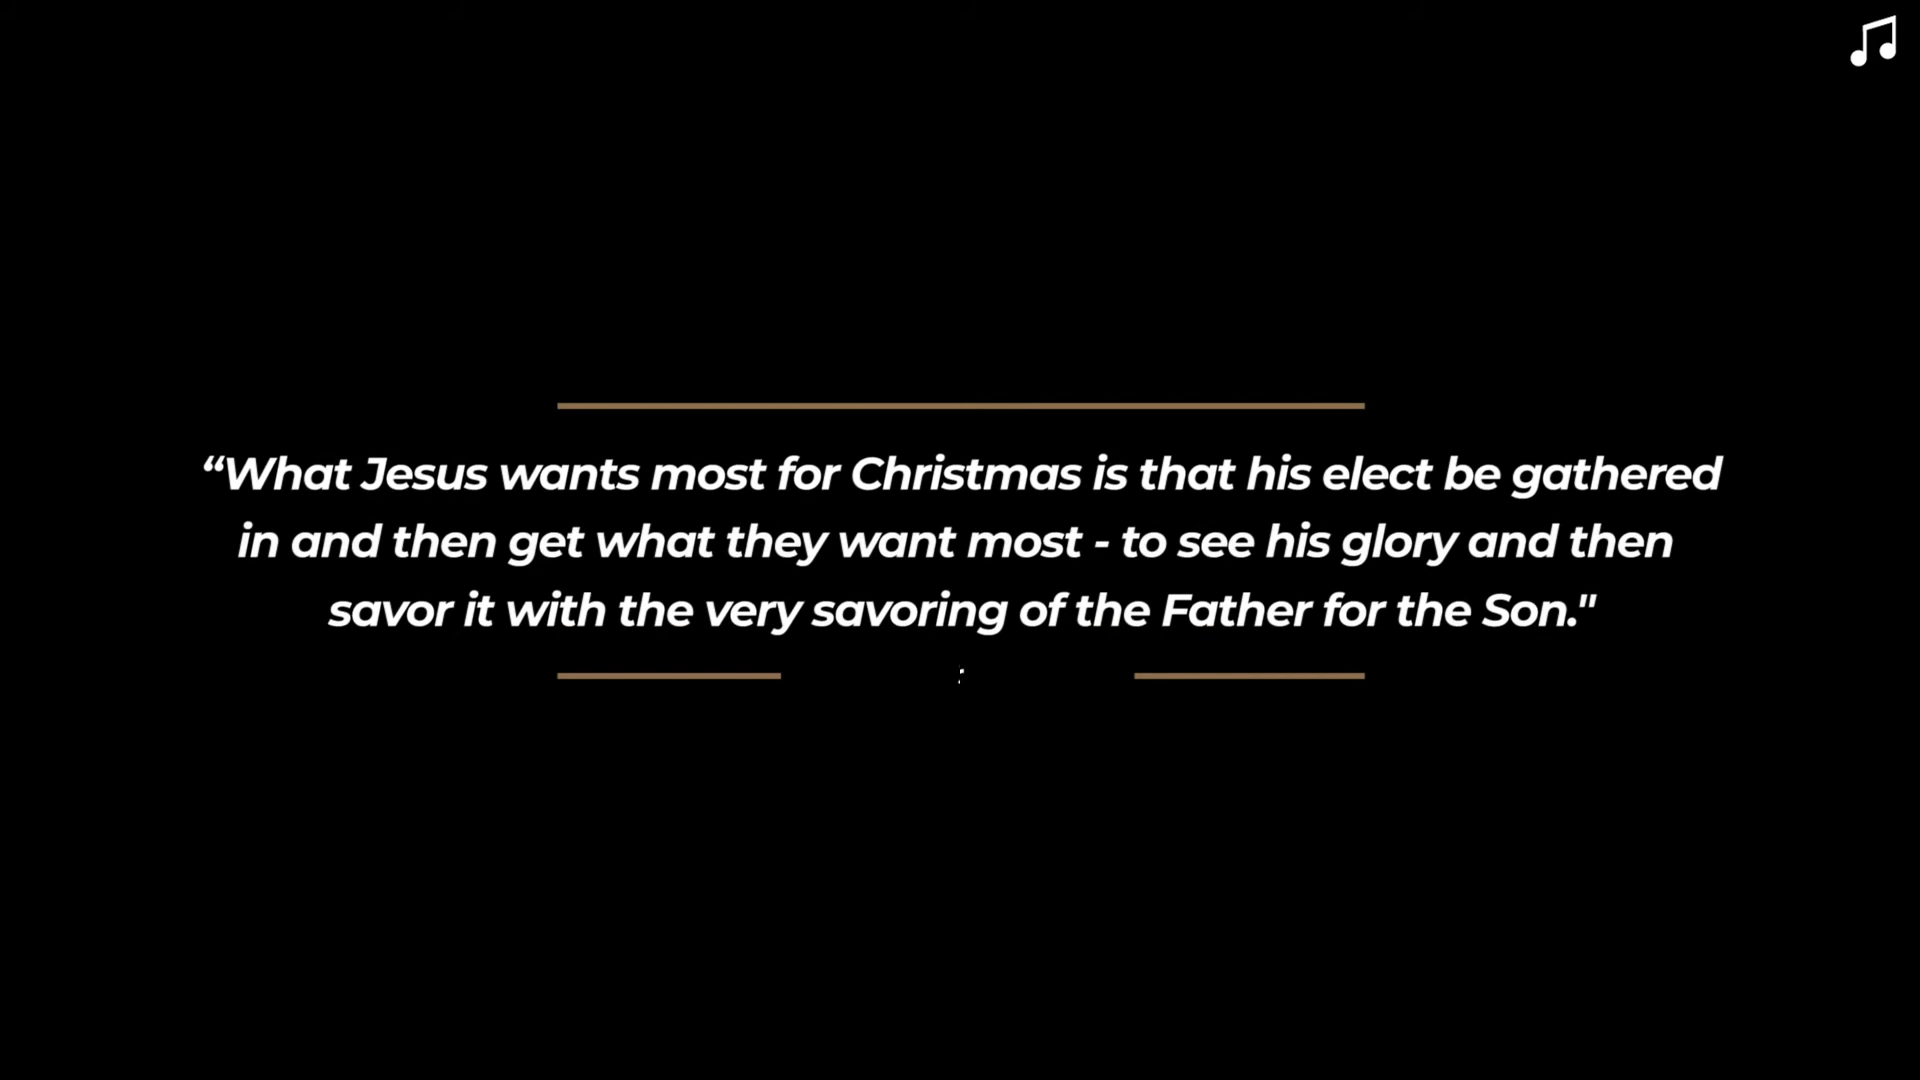 “What Jesus wants most for Christmas is that his elect be gathered
in and then get what they want most - to see his glory and then
savor it with the very savoring of the Father for the Son."